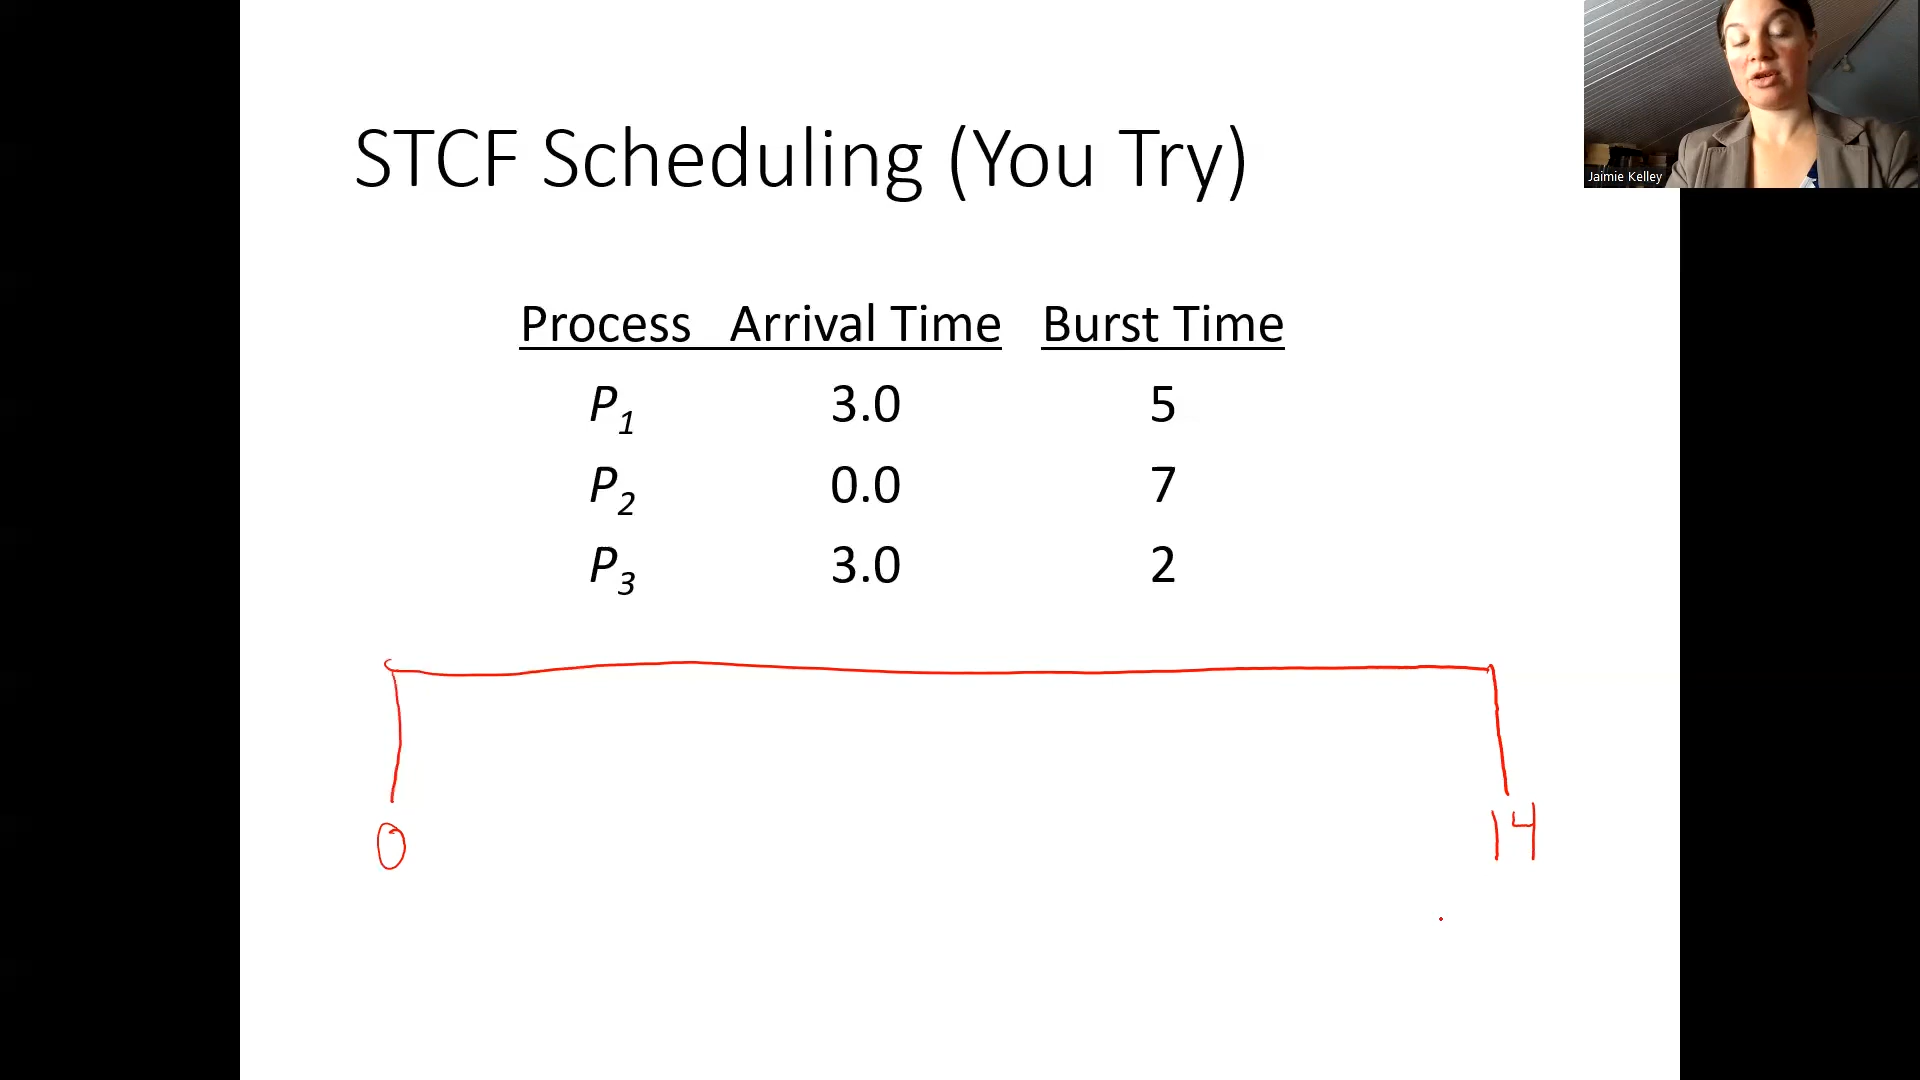 Jaimie Kelley
STCF Scheduling (You Try)
Process Arrival Time Burst Time
P1 3.0 5
P2 0.0 7
P3 3.0 2
0 14